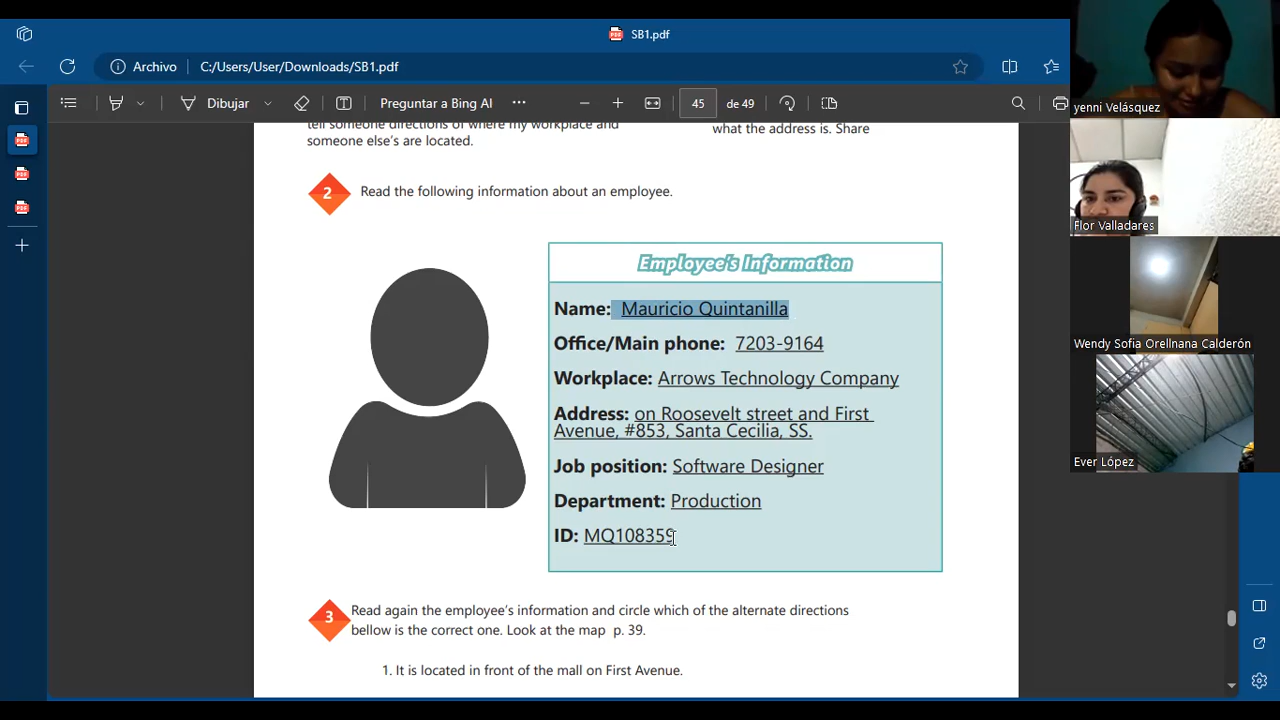 SB1.pdf
Archivo
C:/Users/User/Downloads/SB1.pdf
Dibujar
Preguntar a Bing AI
45
de 49
tell someone directions of where my workplace and
someone else's are located.
what the address is. Share
2
Read the following information about an employee.
Employee's Information
Name: Mauricio Quintanilla
Office/Main phone: 7203-9164
Workplace: Arrows Technology Company
Address: on Roosevelt street and First
Avenue, #853, Santa Cecilia, SS.
Job position: Software Designer
Department: Production
ID: MQ108359
3
Read again the employee's information and circle which of the alternate directions
bellow is the correct one. Look at the map p. 39.
1. It is located in front of the mall on First Avenue.
yenni Velásquez
Flor Valladares
Wendy Sofia Orellnana Calderón
Ever López